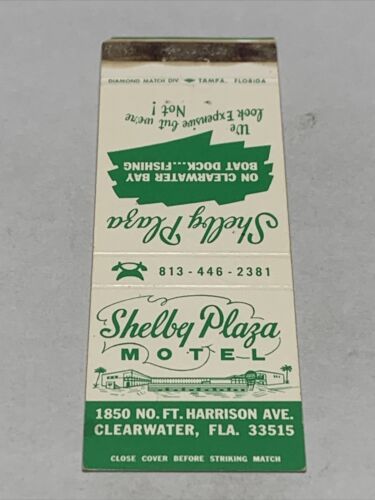 DIAMOND MATCH DIV. TAMPA, FLORIDA
Shelby Plaza
ON CLEARWATER BAY
BOAT DOCK...FISHING
We
look Expensive but we're
Not!
813-446-2381
Shelby Plaza
MOTEL
1850 NO. FT. HARRISON AVE.
CLEARWATER, FLA. 33515
CLOSE COVER BEFORE STRIKING MATCH